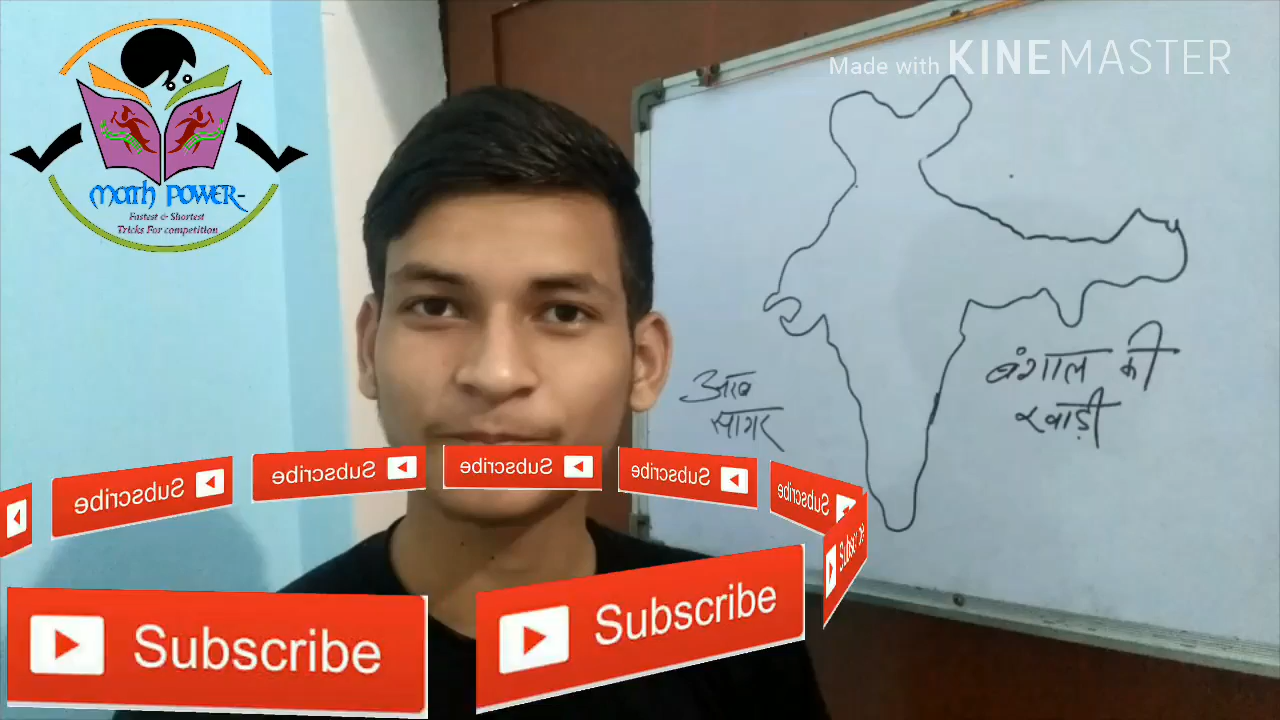 Made with KINEMASTER
MATH POWER-
Fastest & Shortest
Tricks For competition
अरब
सागर
बंगाल की
खाड़ी
Subscribe
Subscribe
Subscribe
Subscribe
Subscribe
Subscribe
Subscribe